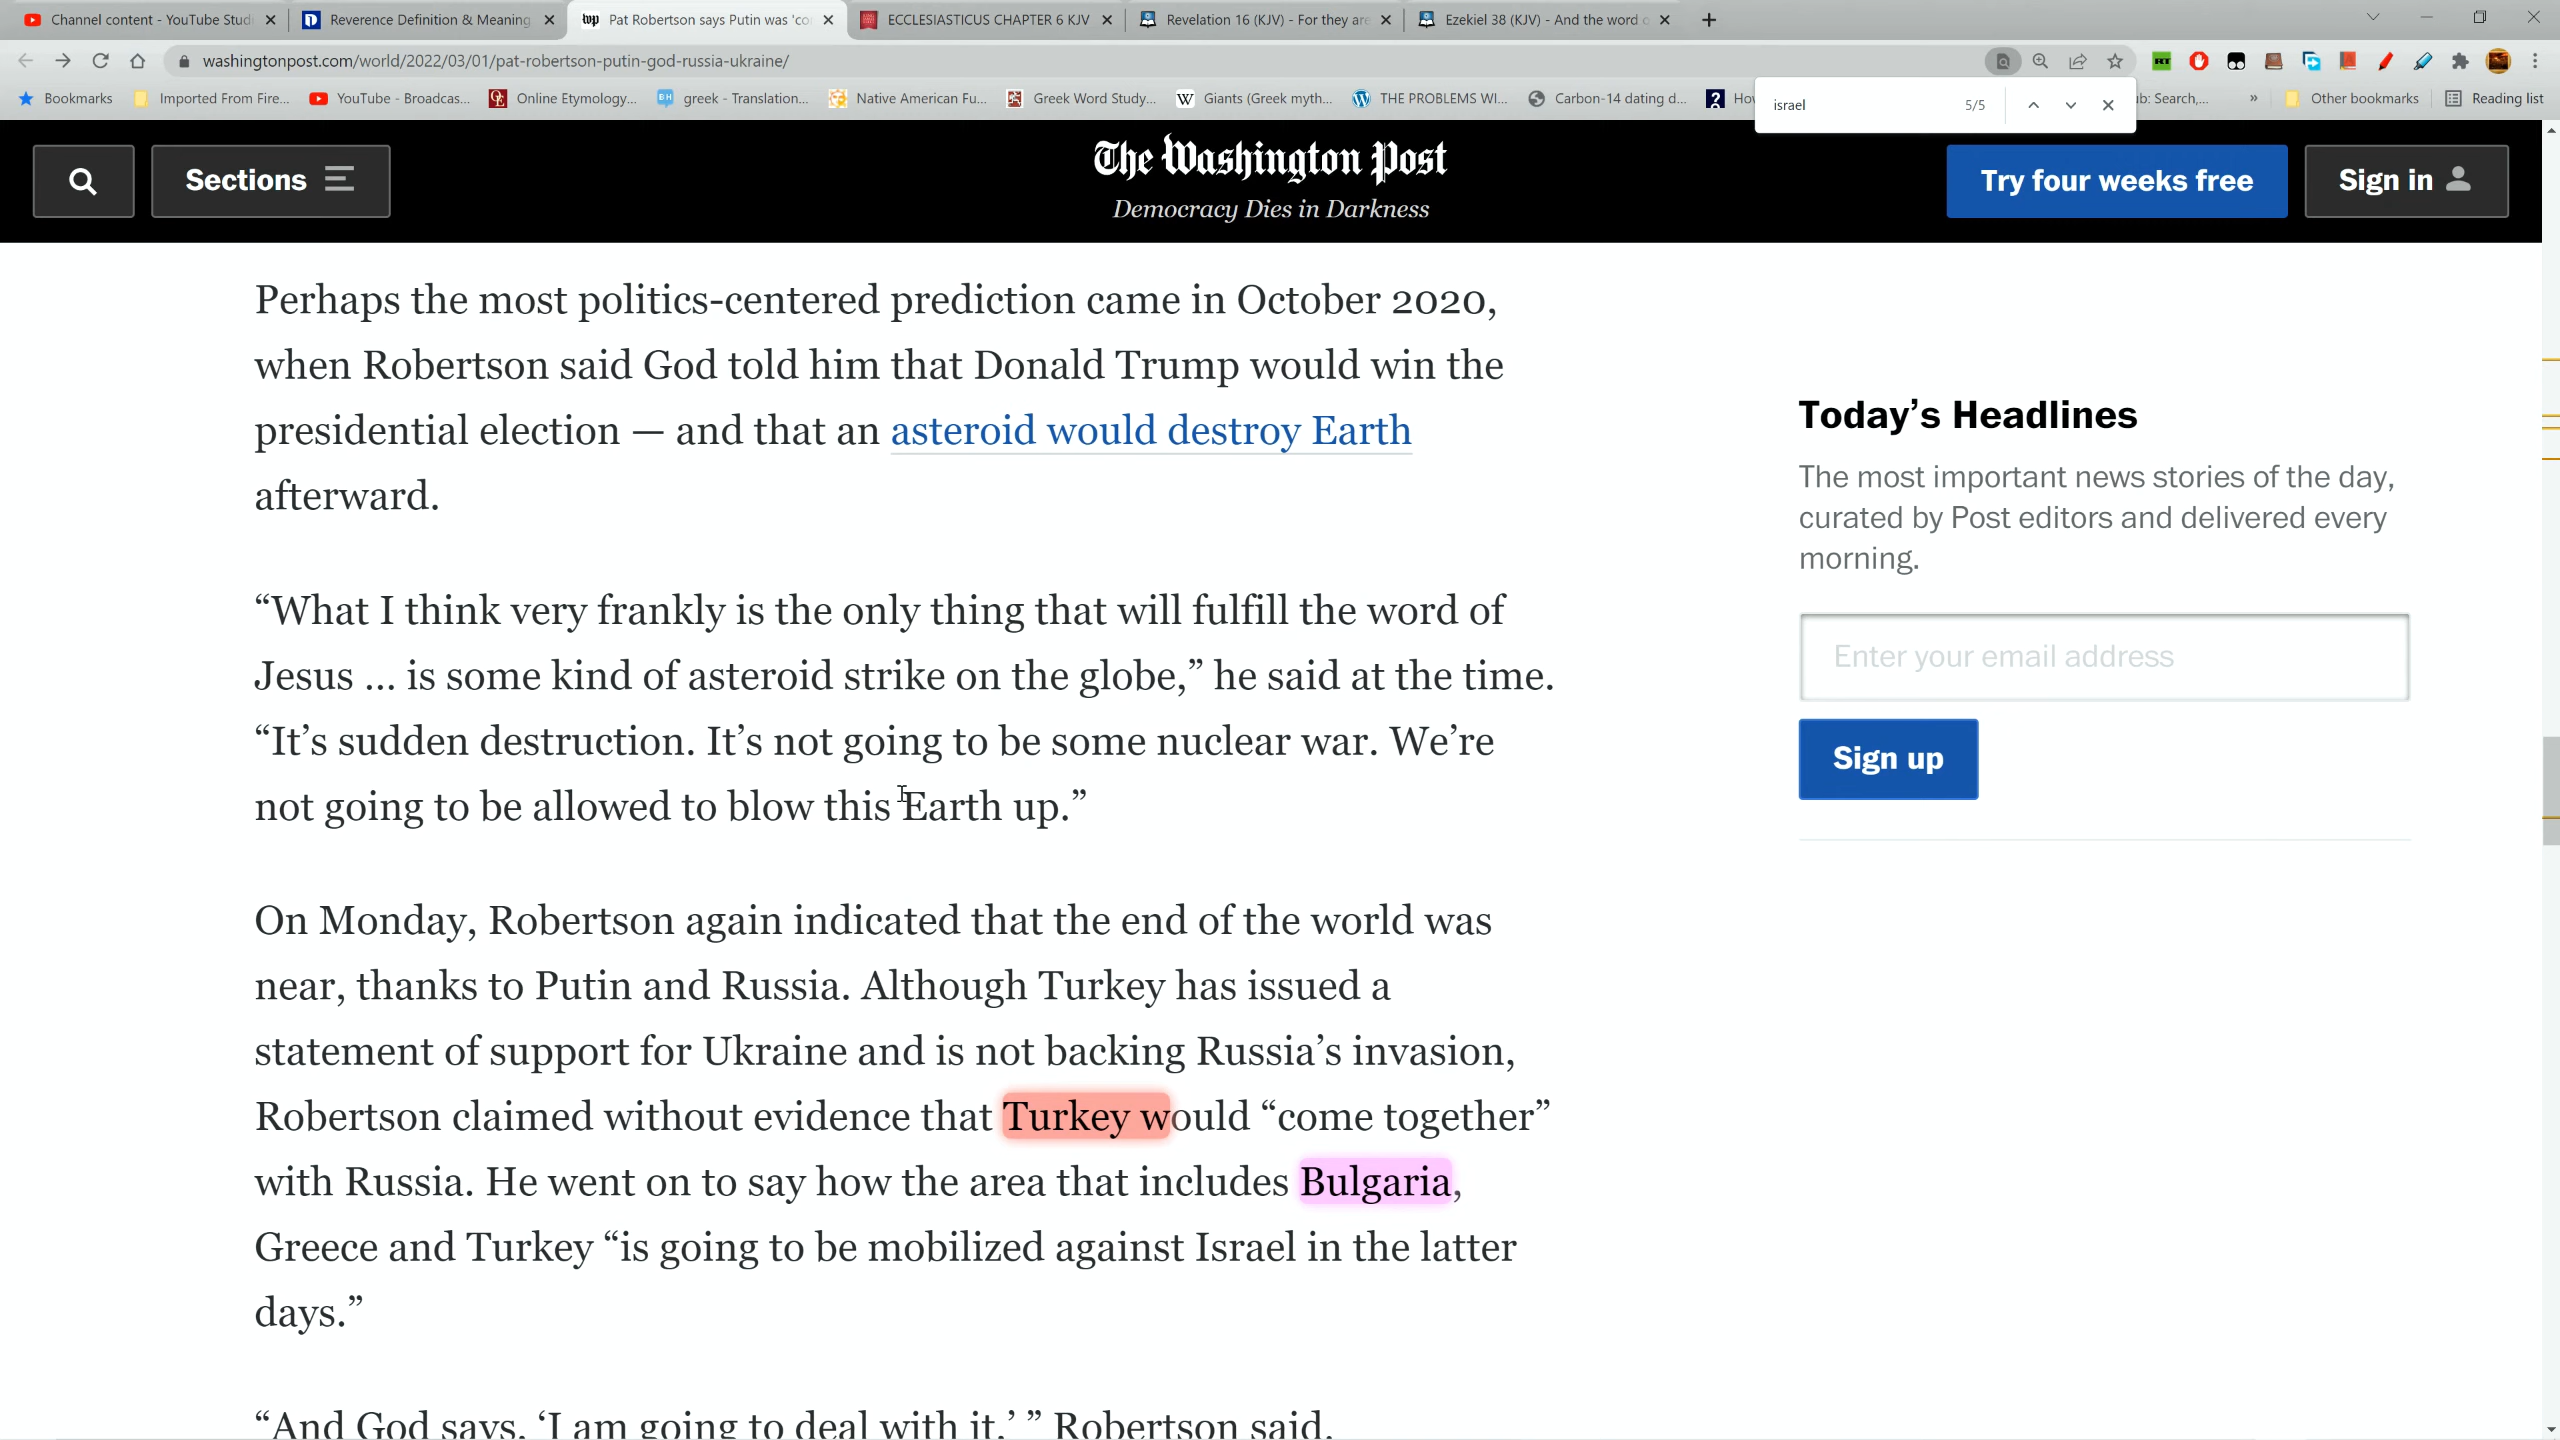 Channel content - YouTube Stud
Reverence Definition & Meaning
Pat Robertson says Putin was 'co
ECCLESIASTICUS CHAPTER 6 KJV
Revelation 16 (KJV) - For they are
Ezekiel 38 (KJV) - And the word o
washingtonpost.com/world/2022/03/01/pat-robertson-putin-god-russia-ukraine/
Bookmarks
Imported From Fire...
YouTube - Broadcas...
Online Etymology...
greek - Translation...
Native American Fu...
Greek Word Study...
Giants (Greek myth...
THE PROBLEMS WI...
Carbon-14 dating d...
Ho
israel
5/5
ub: Search,...
»
Other bookmarks
Reading list
Sections
The Washington Post
Democracy Dies in Darkness
Try four weeks free
Sign in
Perhaps the most politics-centered prediction came in October 2020,
when Robertson said God told him that Donald Trump would win the
presidential election — and that an asteroid would destroy Earth
afterward.
“What I think very frankly is the only thing that will fulfill the word of
Jesus ... is some kind of asteroid strike on the globe,” he said at the time.
“It’s sudden destruction. It’s not going to be some nuclear war. We’re
not going to be allowed to blow this Earth up.”
On Monday, Robertson again indicated that the end of the world was
near, thanks to Putin and Russia. Although Turkey has issued a
statement of support for Ukraine and is not backing Russia’s invasion,
Robertson claimed without evidence that Turkey would “come together”
with Russia. He went on to say how the area that includes Bulgaria,
Greece and Turkey “is going to be mobilized against Israel in the latter
days.”
“And God says, ‘I am going to deal with it,’ ” Robertson said.
Today’s Headlines
The most important news stories of the day,
curated by Post editors and delivered every
morning.
Enter your email address
Sign up